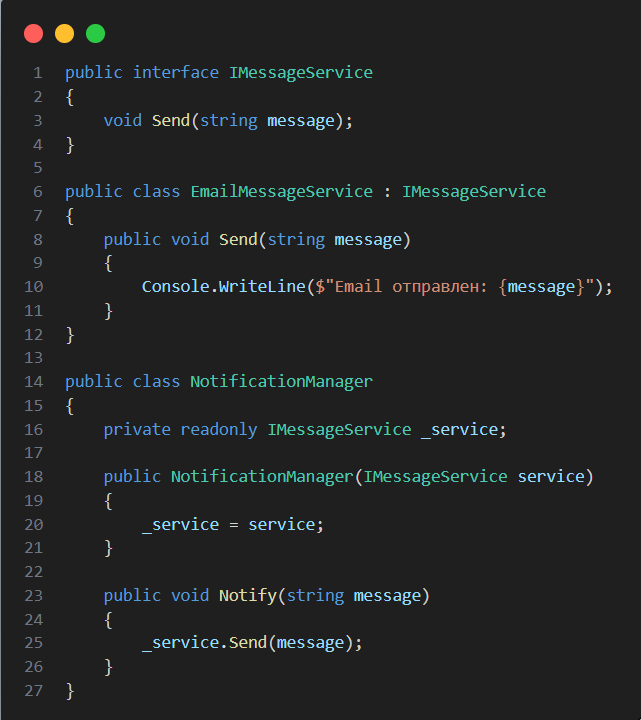 1 public interface IMessageService
2 {
3     void Send(string message);
4 }
5
6 public class EmailMessageService : IMessageService
7 {
8     public void Send(string message)
9     {
10         Console.WriteLine($"Email отправлен: {message}");
11     }
12 }
13
14 public class NotificationManager
15 {
16     private readonly IMessageService _service;
17
18     public NotificationManager(IMessageService service)
19     {
20         _service = service;
21     }
22
23     public void Notify(string message)
24     {
25         _service.Send(message);
26     }
27 }